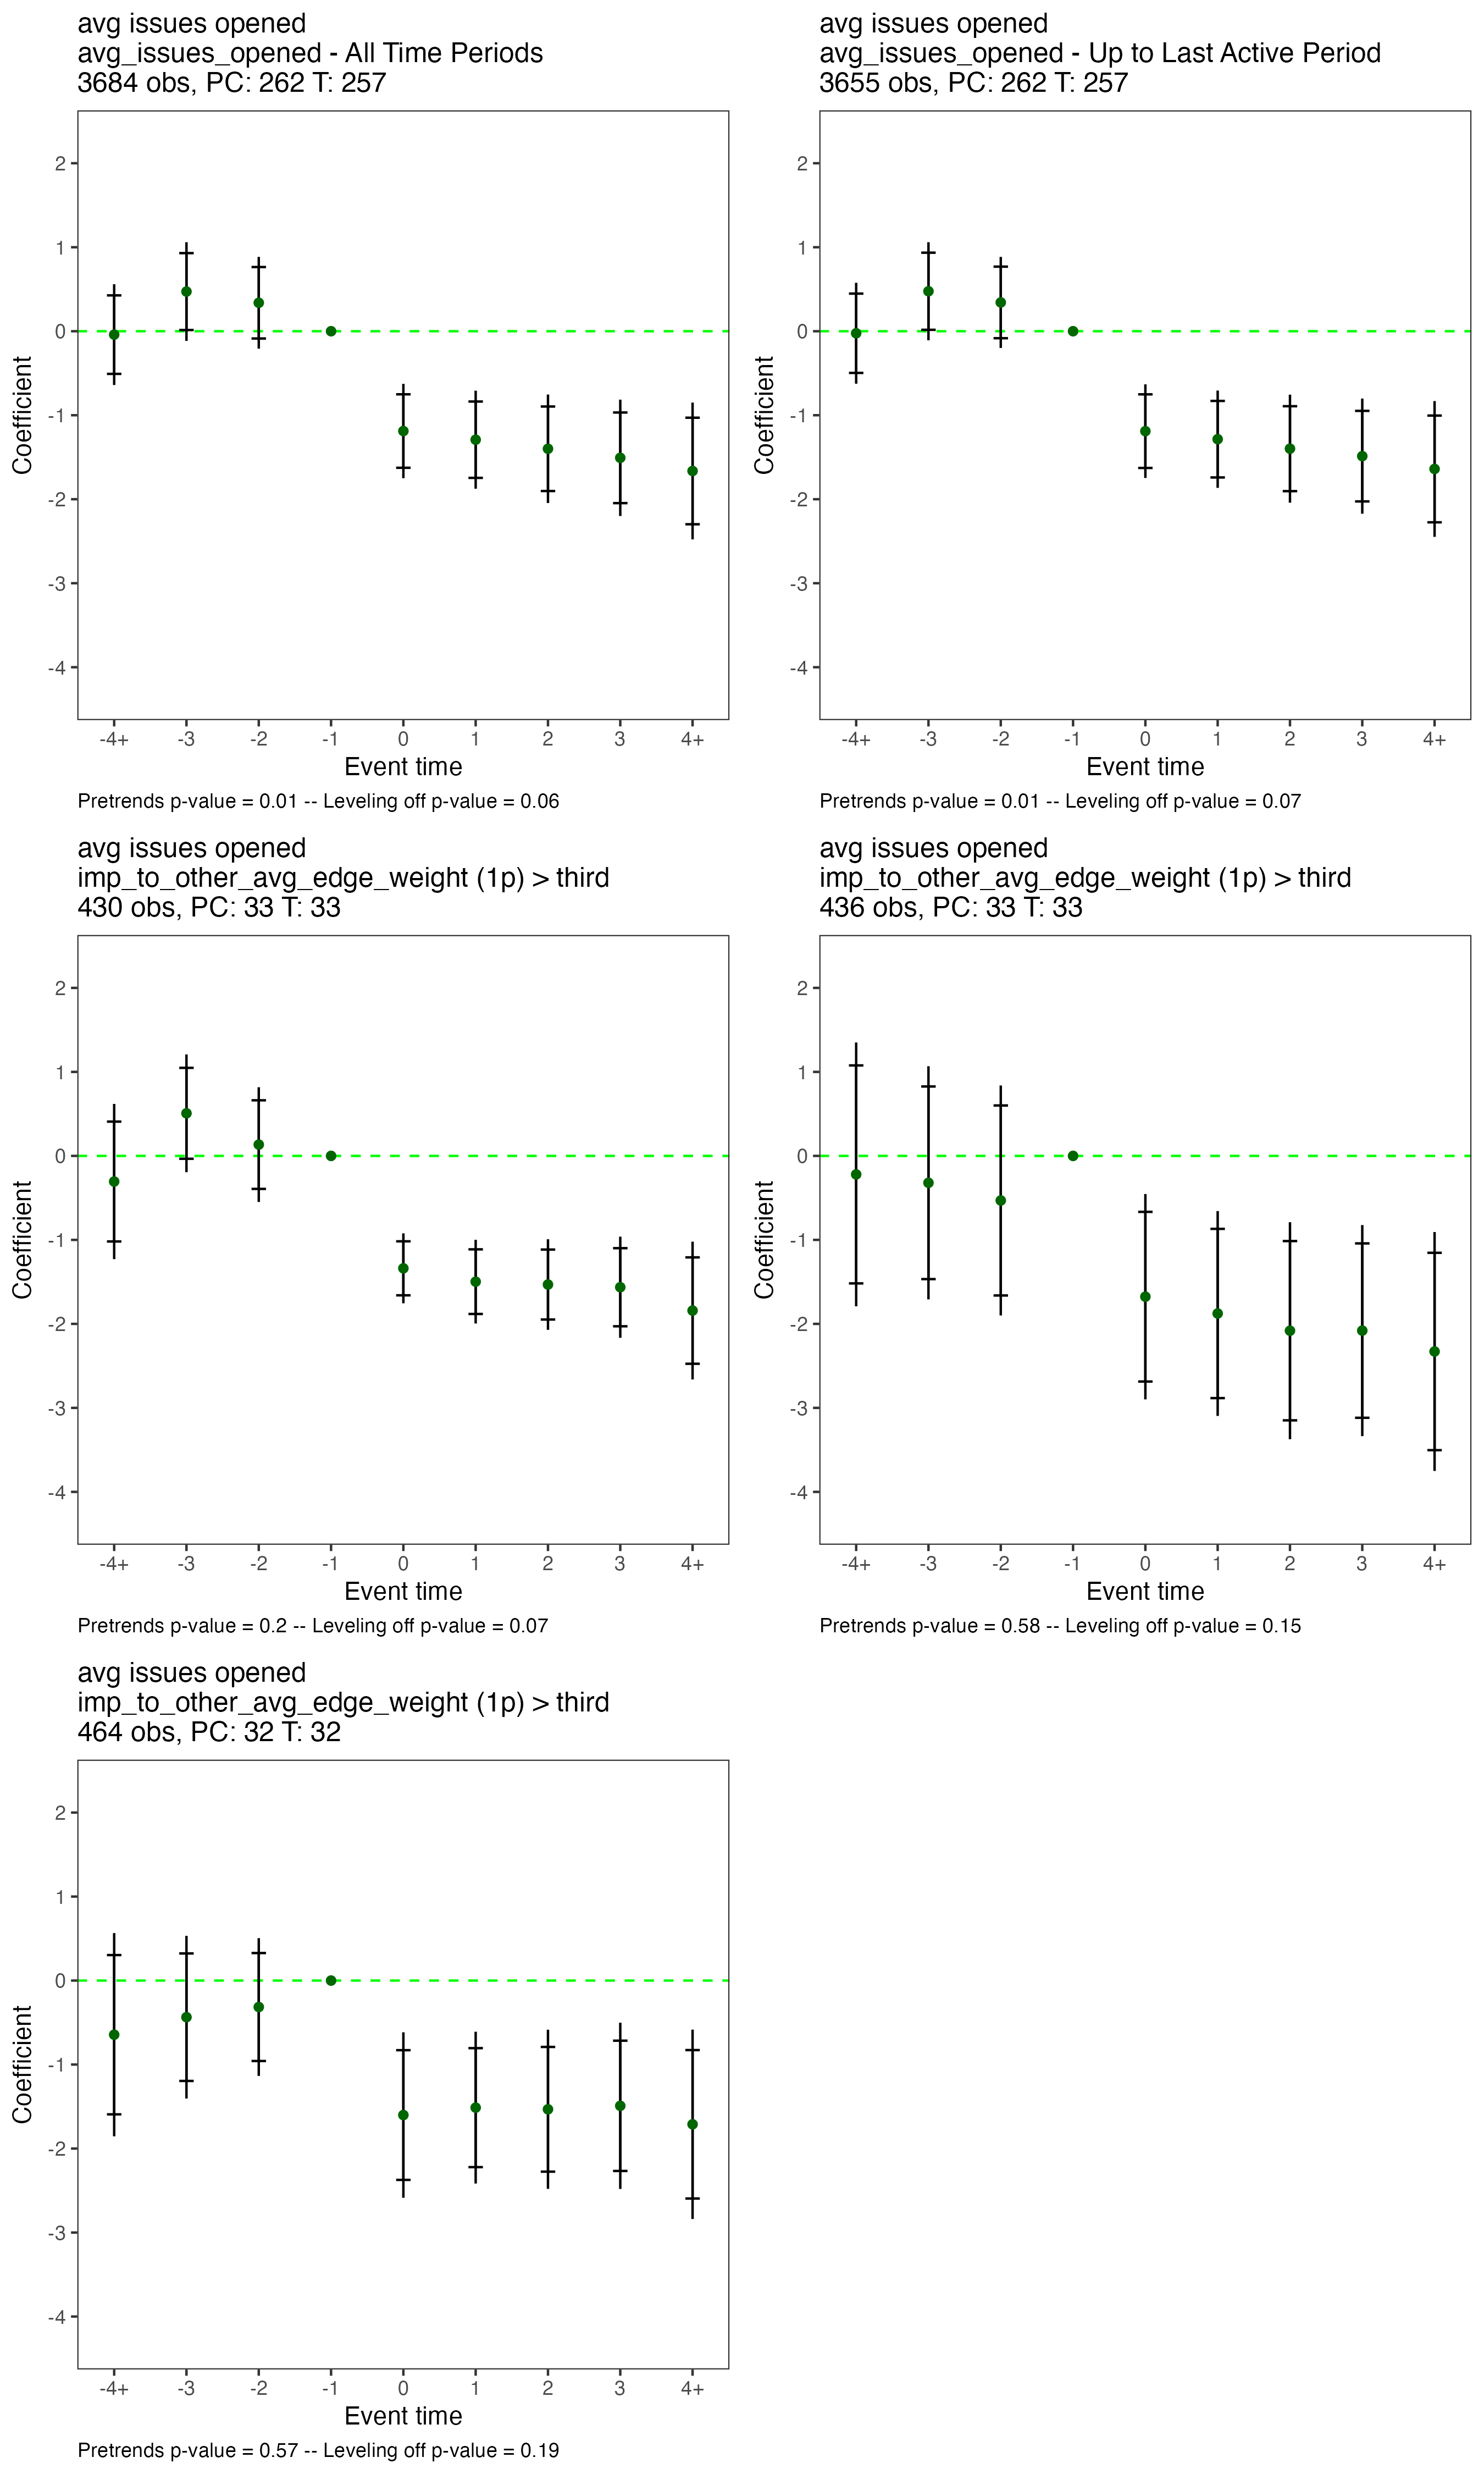 avg issues opened
avg_issues_opened - All Time Periods
3684 obs, PC: 262 T: 257
2
1
0
-1
-2
-3
-4
Coefficient
-4+ -3 -2 -1 0 1 2 3 4+
Event time
Pretrends p-value = 0.01 -- Leveling off p-value = 0.06
avg issues opened
avg_issues_opened - Up to Last Active Period
3655 obs, PC: 262 T: 257
2
1
0
-1
-2
-3
-4
Coefficient
-4+ -3 -2 -1 0 1 2 3 4+
Event time
Pretrends p-value = 0.01 -- Leveling off p-value = 0.07
avg issues opened
imp_to_other_avg_edge_weight (1p) > third
430 obs, PC: 33 T: 33
2
1
0
-1
-2
-3
-4
Coefficient
-4+ -3 -2 -1 0 1 2 3 4+
Event time
Pretrends p-value = 0.2 -- Leveling off p-value = 0.07
avg issues opened
imp_to_other_avg_edge_weight (1p) > third
436 obs, PC: 33 T: 33
2
1
0
-1
-2
-3
-4
Coefficient
-4+ -3 -2 -1 0 1 2 3 4+
Event time
Pretrends p-value = 0.58 -- Leveling off p-value = 0.15
avg issues opened
imp_to_other_avg_edge_weight (1p) > third
464 obs, PC: 32 T: 32
2
1
0
-1
-2
-3
-4
Coefficient
-4+ -3 -2 -1 0 1 2 3 4+
Event time
Pretrends p-value = 0.57 -- Leveling off p-value = 0.19